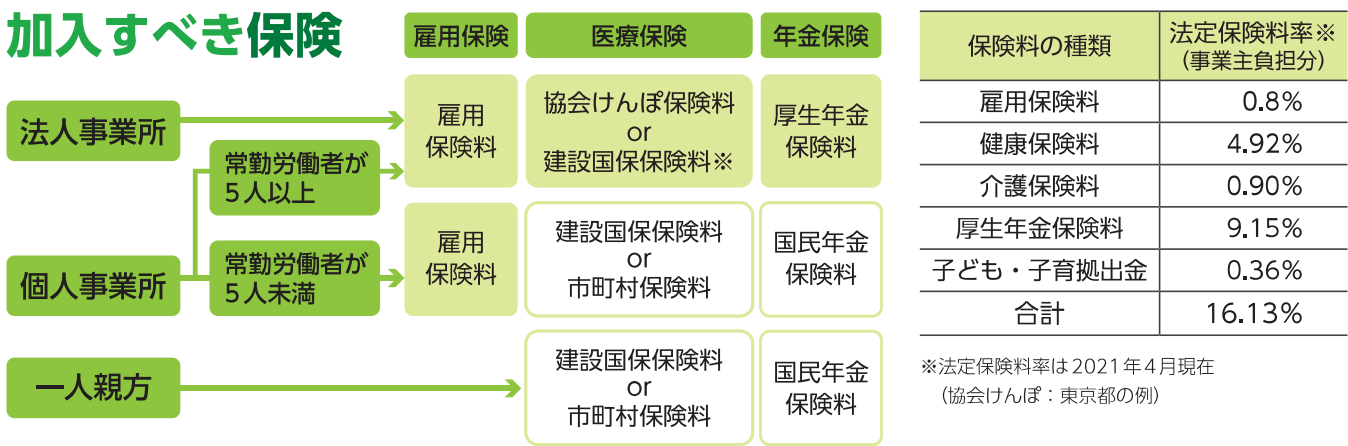 加入すべき保険
雇用保険
医療保険
年金保険
法人事業所
雇用
保険料
協会けんぽ保険料
or
建設国保保険料※
厚生年金
保険料
常勤労働者が
5人以上
個人事業所
常勤労働者が
5人未満
雇用
保険料
建設国保保険料
or
市町村保険料
国民年金
保険料
一人親方
建設国保保険料
or
市町村保険料
国民年金
保険料
保険料の種類 法定保険料率※
（事業主負担分）
雇用保険料 0.8%
健康保険料 4.92%
介護保険料 0.90%
厚生年金保険料 9.15%
子ども・子育拠出金 0.36%
合計 16.13%
※法定保険料率は2021年4月現在
（協会けんぽ：東京都の例）